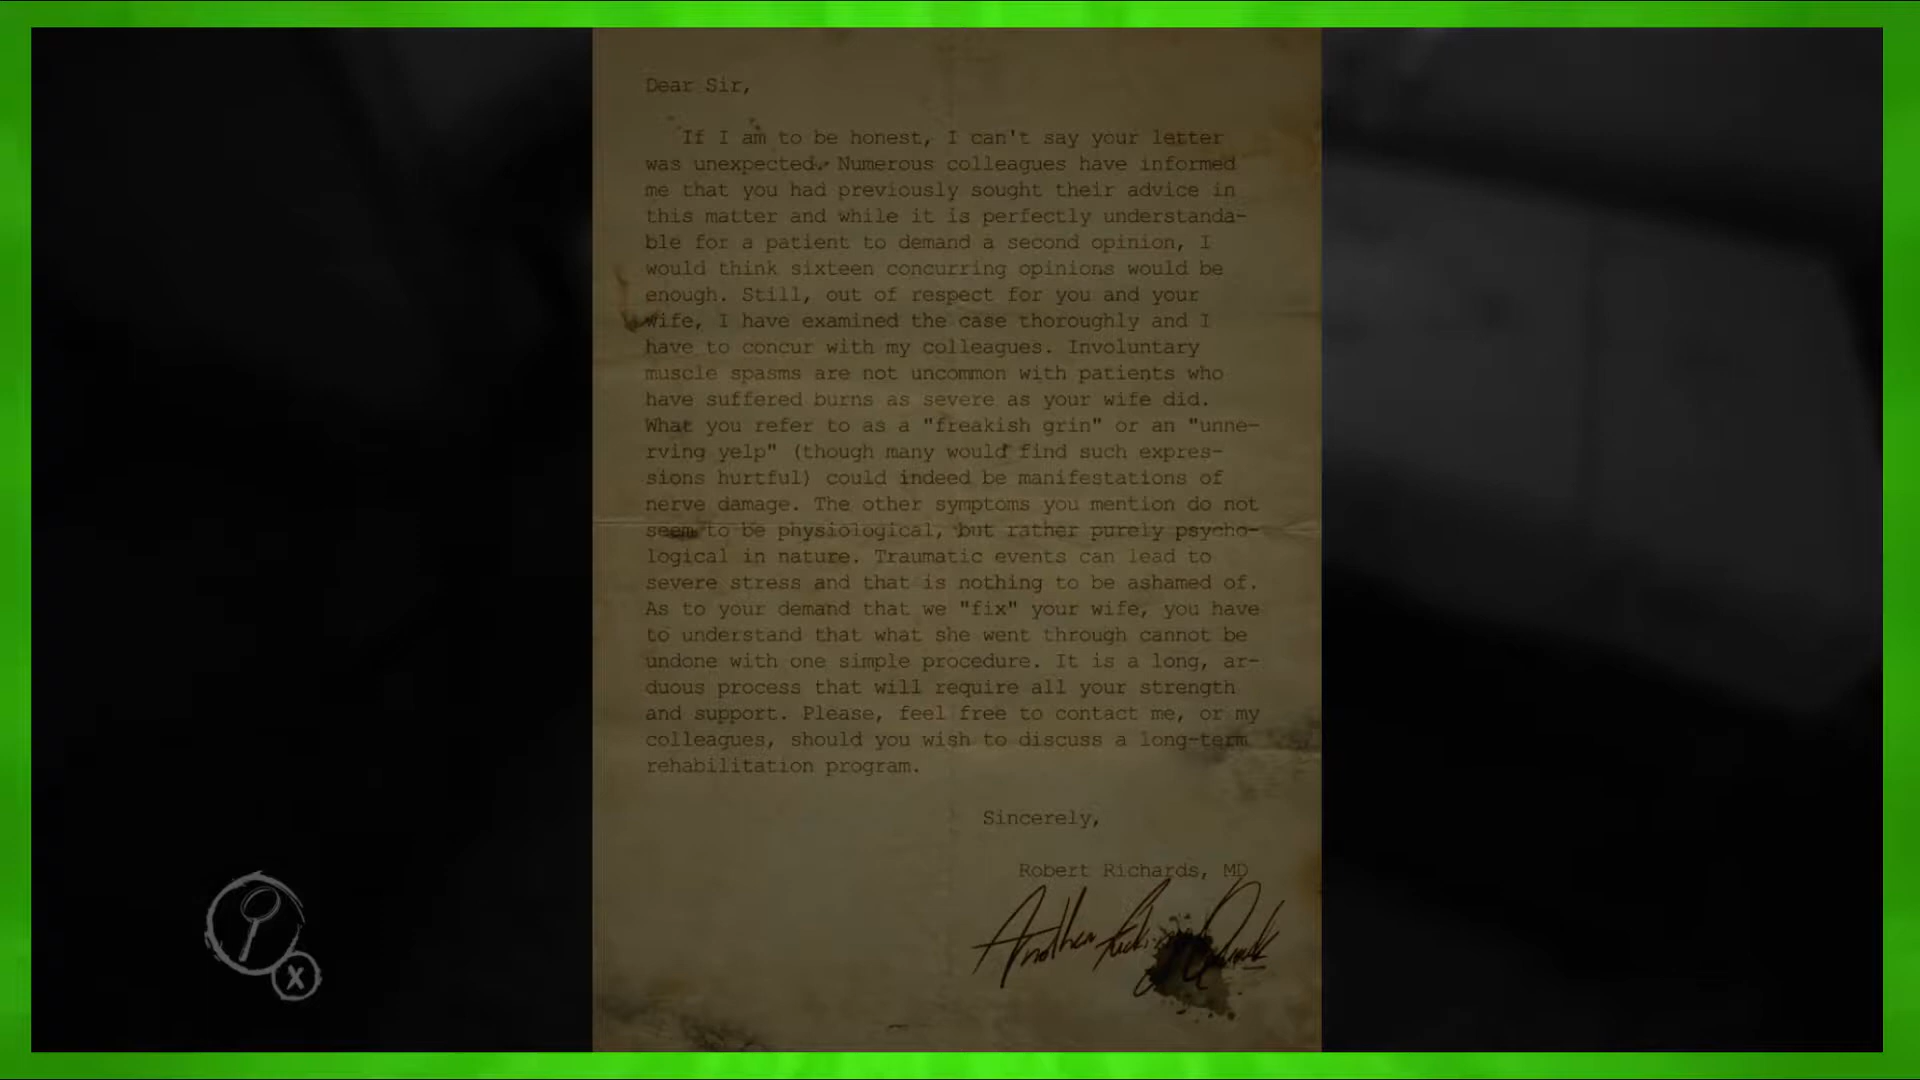 Dear Sir,
If I am to be honest, I can't say your letter
was unexpected. Numerous colleagues have informed
me that you had previously sought their advice in
this matter and while it is perfectly understanda-
ble for a patient to demand a second opinion, I
would think sixteen concurring opinions would be
enough. Still, out of respect for you and your
wife, I have examined the case thoroughly and I
have to concur with my colleagues. Involuntary
muscle spasms are not uncommon with patients who
have suffered burns as severe as your wife did.
What you refer to as a "freakish grin" or an "unne-
rving yelp" (though many would find such expres-
sions hurtful) could indeed be manifestations of
nerve damage. The other symptoms you mention do not
seem to be physiological, but rather purely psycho-
logical in nature. Traumatic events can lead to
severe stress and that is nothing to be ashamed of.
As to your demand that we "fix" your wife, you have
to understand that what she went through cannot be
undone with one simple procedure. It is a long, ar-
duous process that will require all your strength
and support. Please, feel free to contact me, or my
colleagues, should you wish to discuss a long-term
rehabilitation program.
Sincerely,
Robert Richards, MD
Another
X